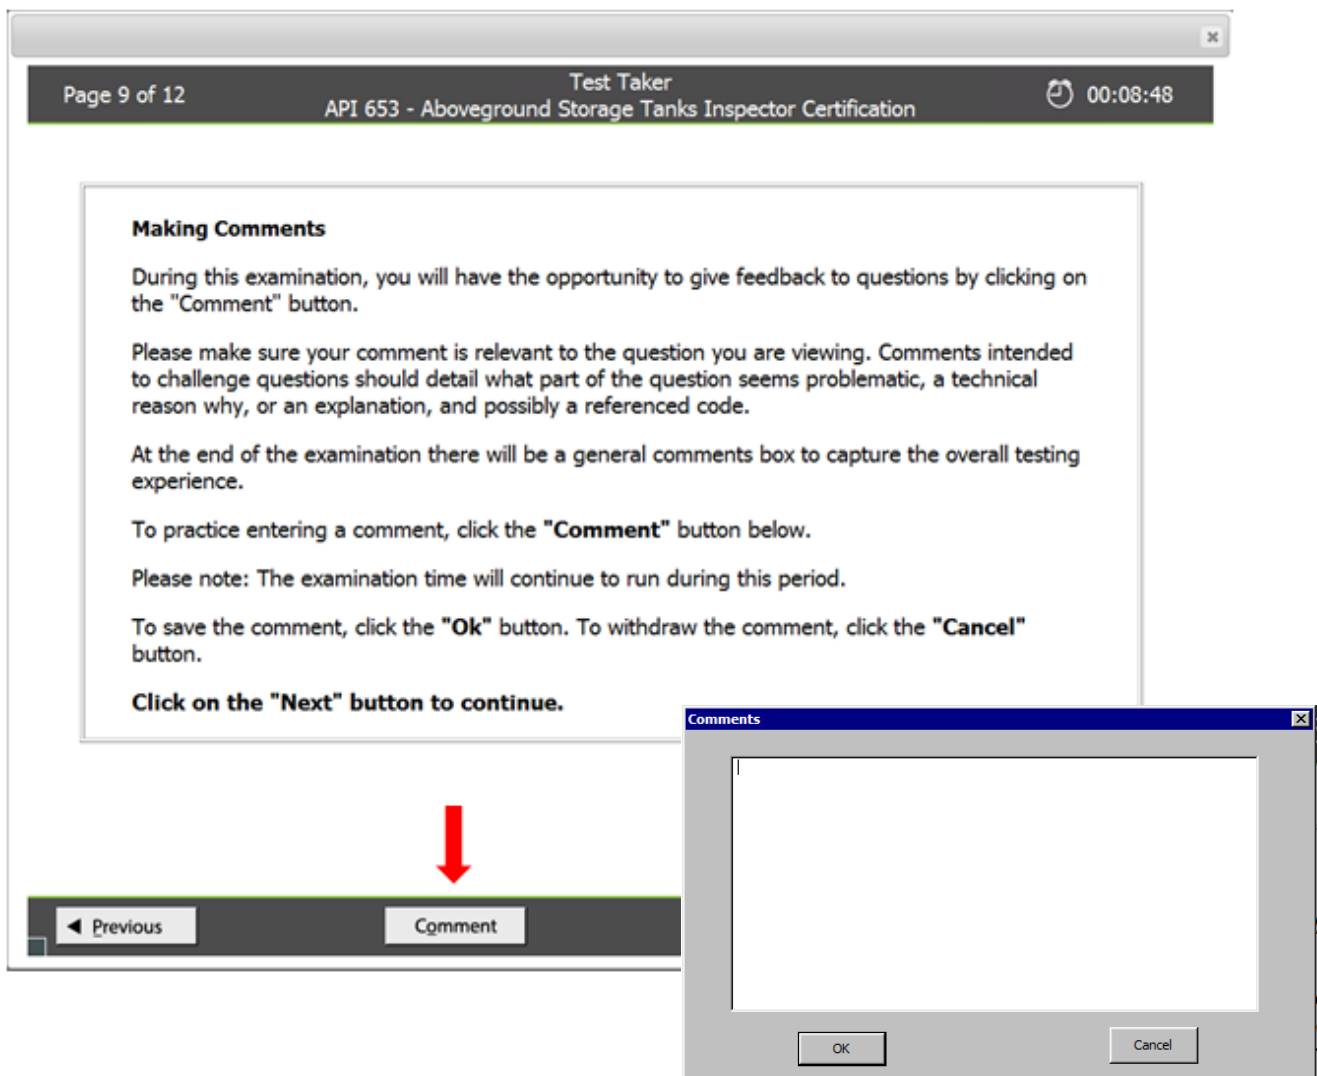 Page 9 of 12
Test Taker
API 653 - Aboveground Storage Tanks Inspector Certification
00:08:48
Making Comments
During this examination, you will have the opportunity to give feedback to questions by clicking on
the "Comment" button.
Please make sure your comment is relevant to the question you are viewing. Comments intended
to challenge questions should detail what part of the question seems problematic, a technical
reason why, or an explanation, and possibly a referenced code.
At the end of the examination there will be a general comments box to capture the overall testing
experience.
To practice entering a comment, click the "Comment" button below.
Please note: The examination time will continue to run during this period.
To save the comment, click the "Ok" button. To withdraw the comment, click the "Cancel"
button.
Click on the "Next" button to continue.
Comments
Previous
Comment
OK
Cancel